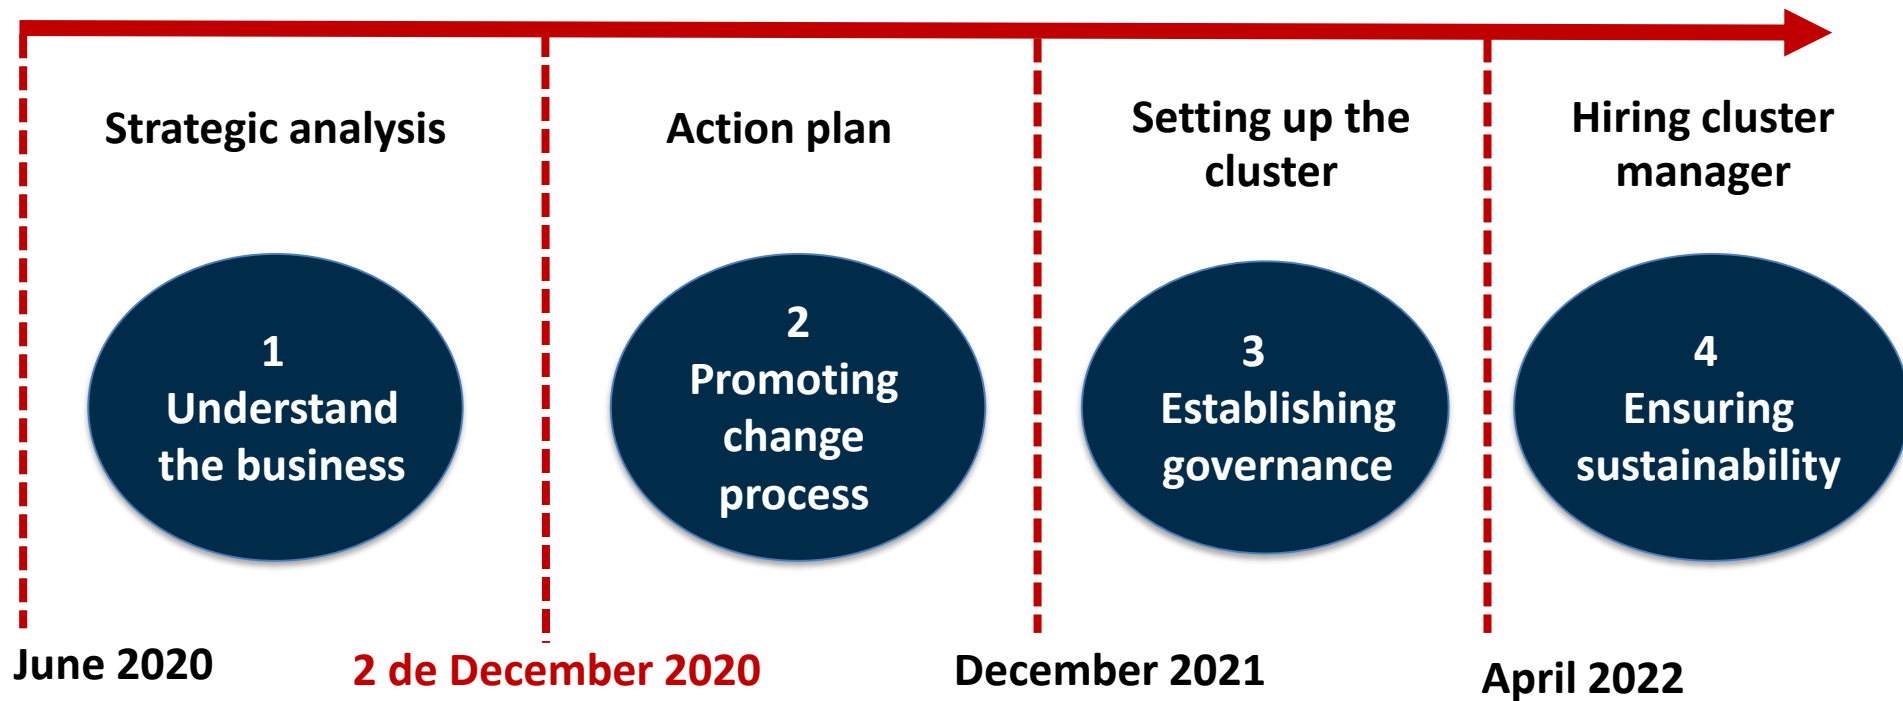 Strategic analysis
Action plan
Setting up the
cluster
Hiring cluster
manager
1
Understand
the business
2
Promoting
change
process
3
Establishing
governance
4
Ensuring
sustainability
June 2020
2 de December 2020
December 2021
April 2022